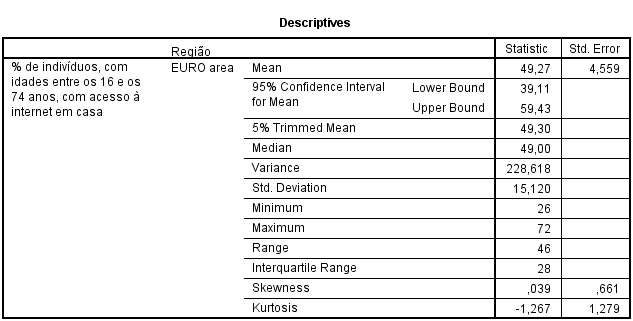 Descriptives
Região Statistic Std. Error
% de indivíduos, com idades entre os 16 e os 74 anos, com acesso à internet em casa EURO area Mean 49,27 4,559
95% Confidence Interval for Mean Lower Bound 39,11
Upper Bound 59,43
5% Trimmed Mean 49,30
Median 49,00
Variance 228,618
Std. Deviation 15,120
Minimum 26
Maximum 72
Range 46
Interquartile Range 28
Skewness ,039 ,661
Kurtosis -1,267 1,279